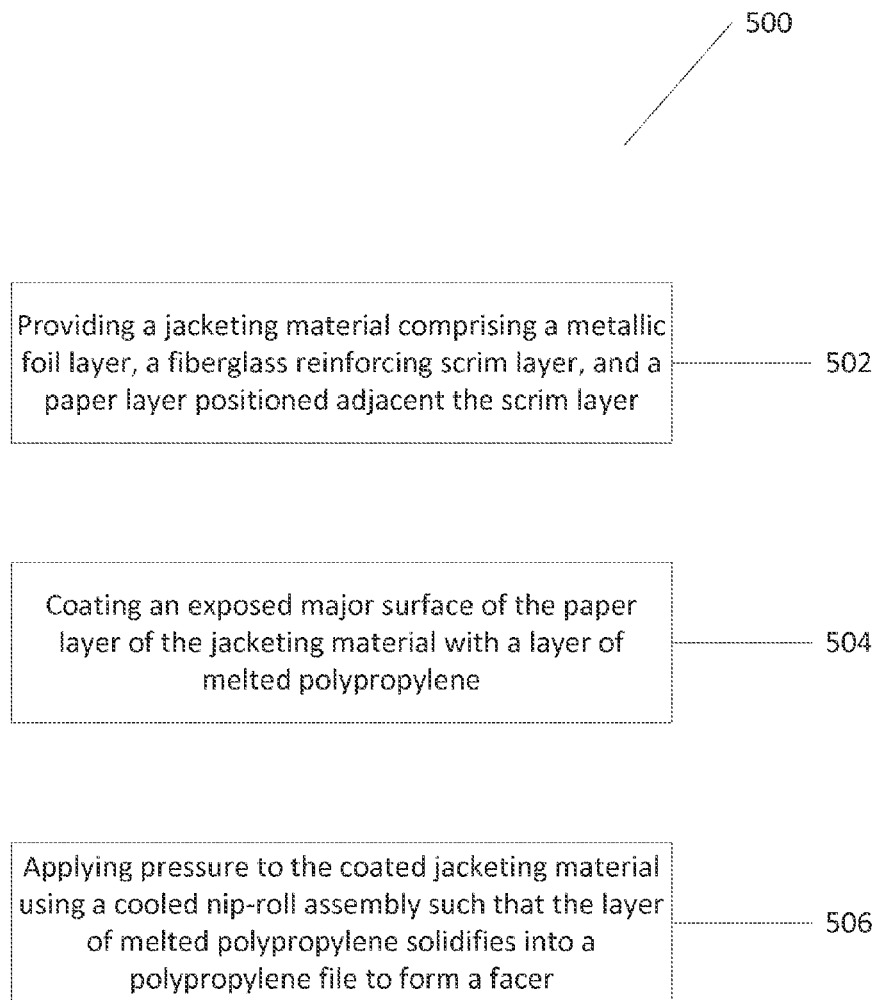 500
Providing a jacketing material comprising a metallic
foil layer, a fiberglass reinforcing scrim layer, and a
paper layer positioned adjacent the scrim layer
502
Coating an exposed major surface of the paper
layer of the jacketing material with a layer of
melted polypropylene
504
Applying pressure to the coated jacketing material
using a cooled nip-roll assembly such that the layer
of melted polypropylene solidifies into a
polypropylene file to form a facer
506